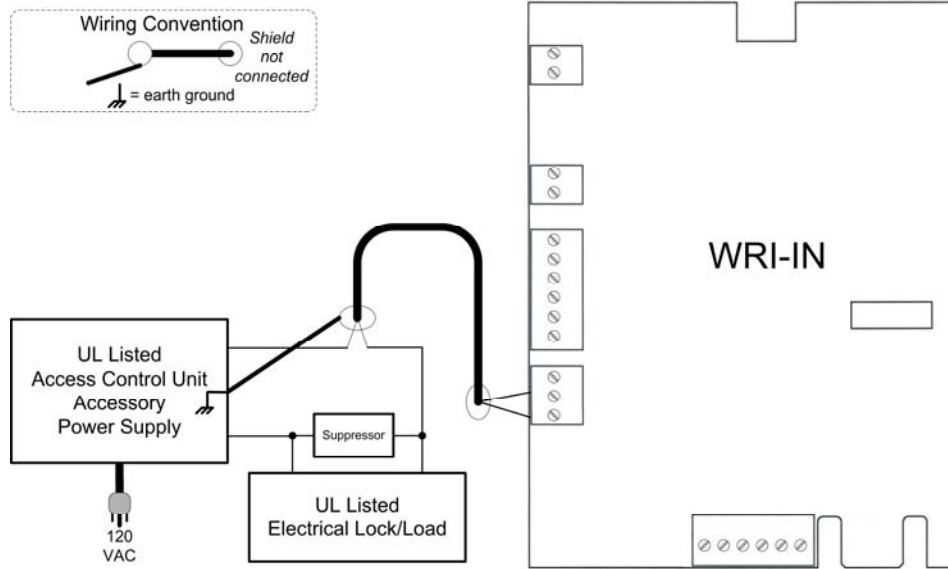 Wiring Convention
Shield
not
connected
= earth ground
WRI-IN
UL Listed
Access Control Unit
Accessory
Power Supply
Suppressor
UL Listed
Electrical Lock/Load
120
VAC